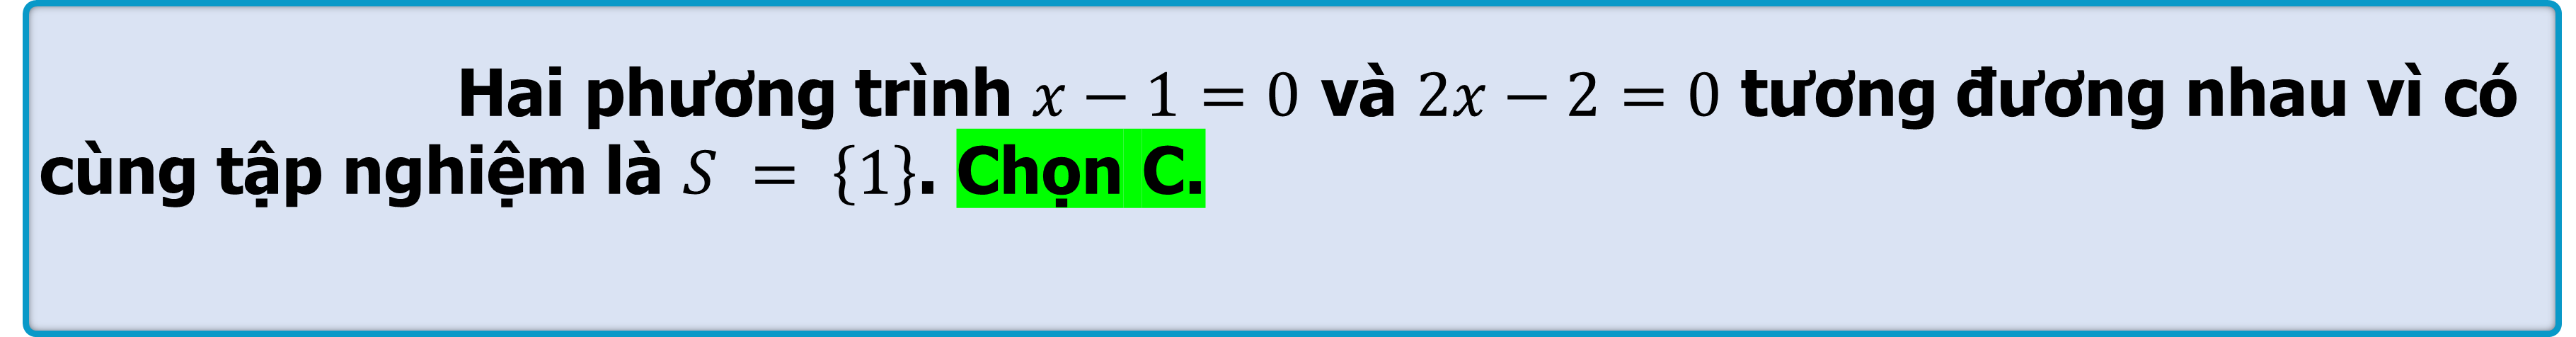 Hai phương trình x − 1 = 0 và 2x − 2 = 0 tương đương nhau vì có
cùng tập nghiệm là S = {1}. Chọn C.